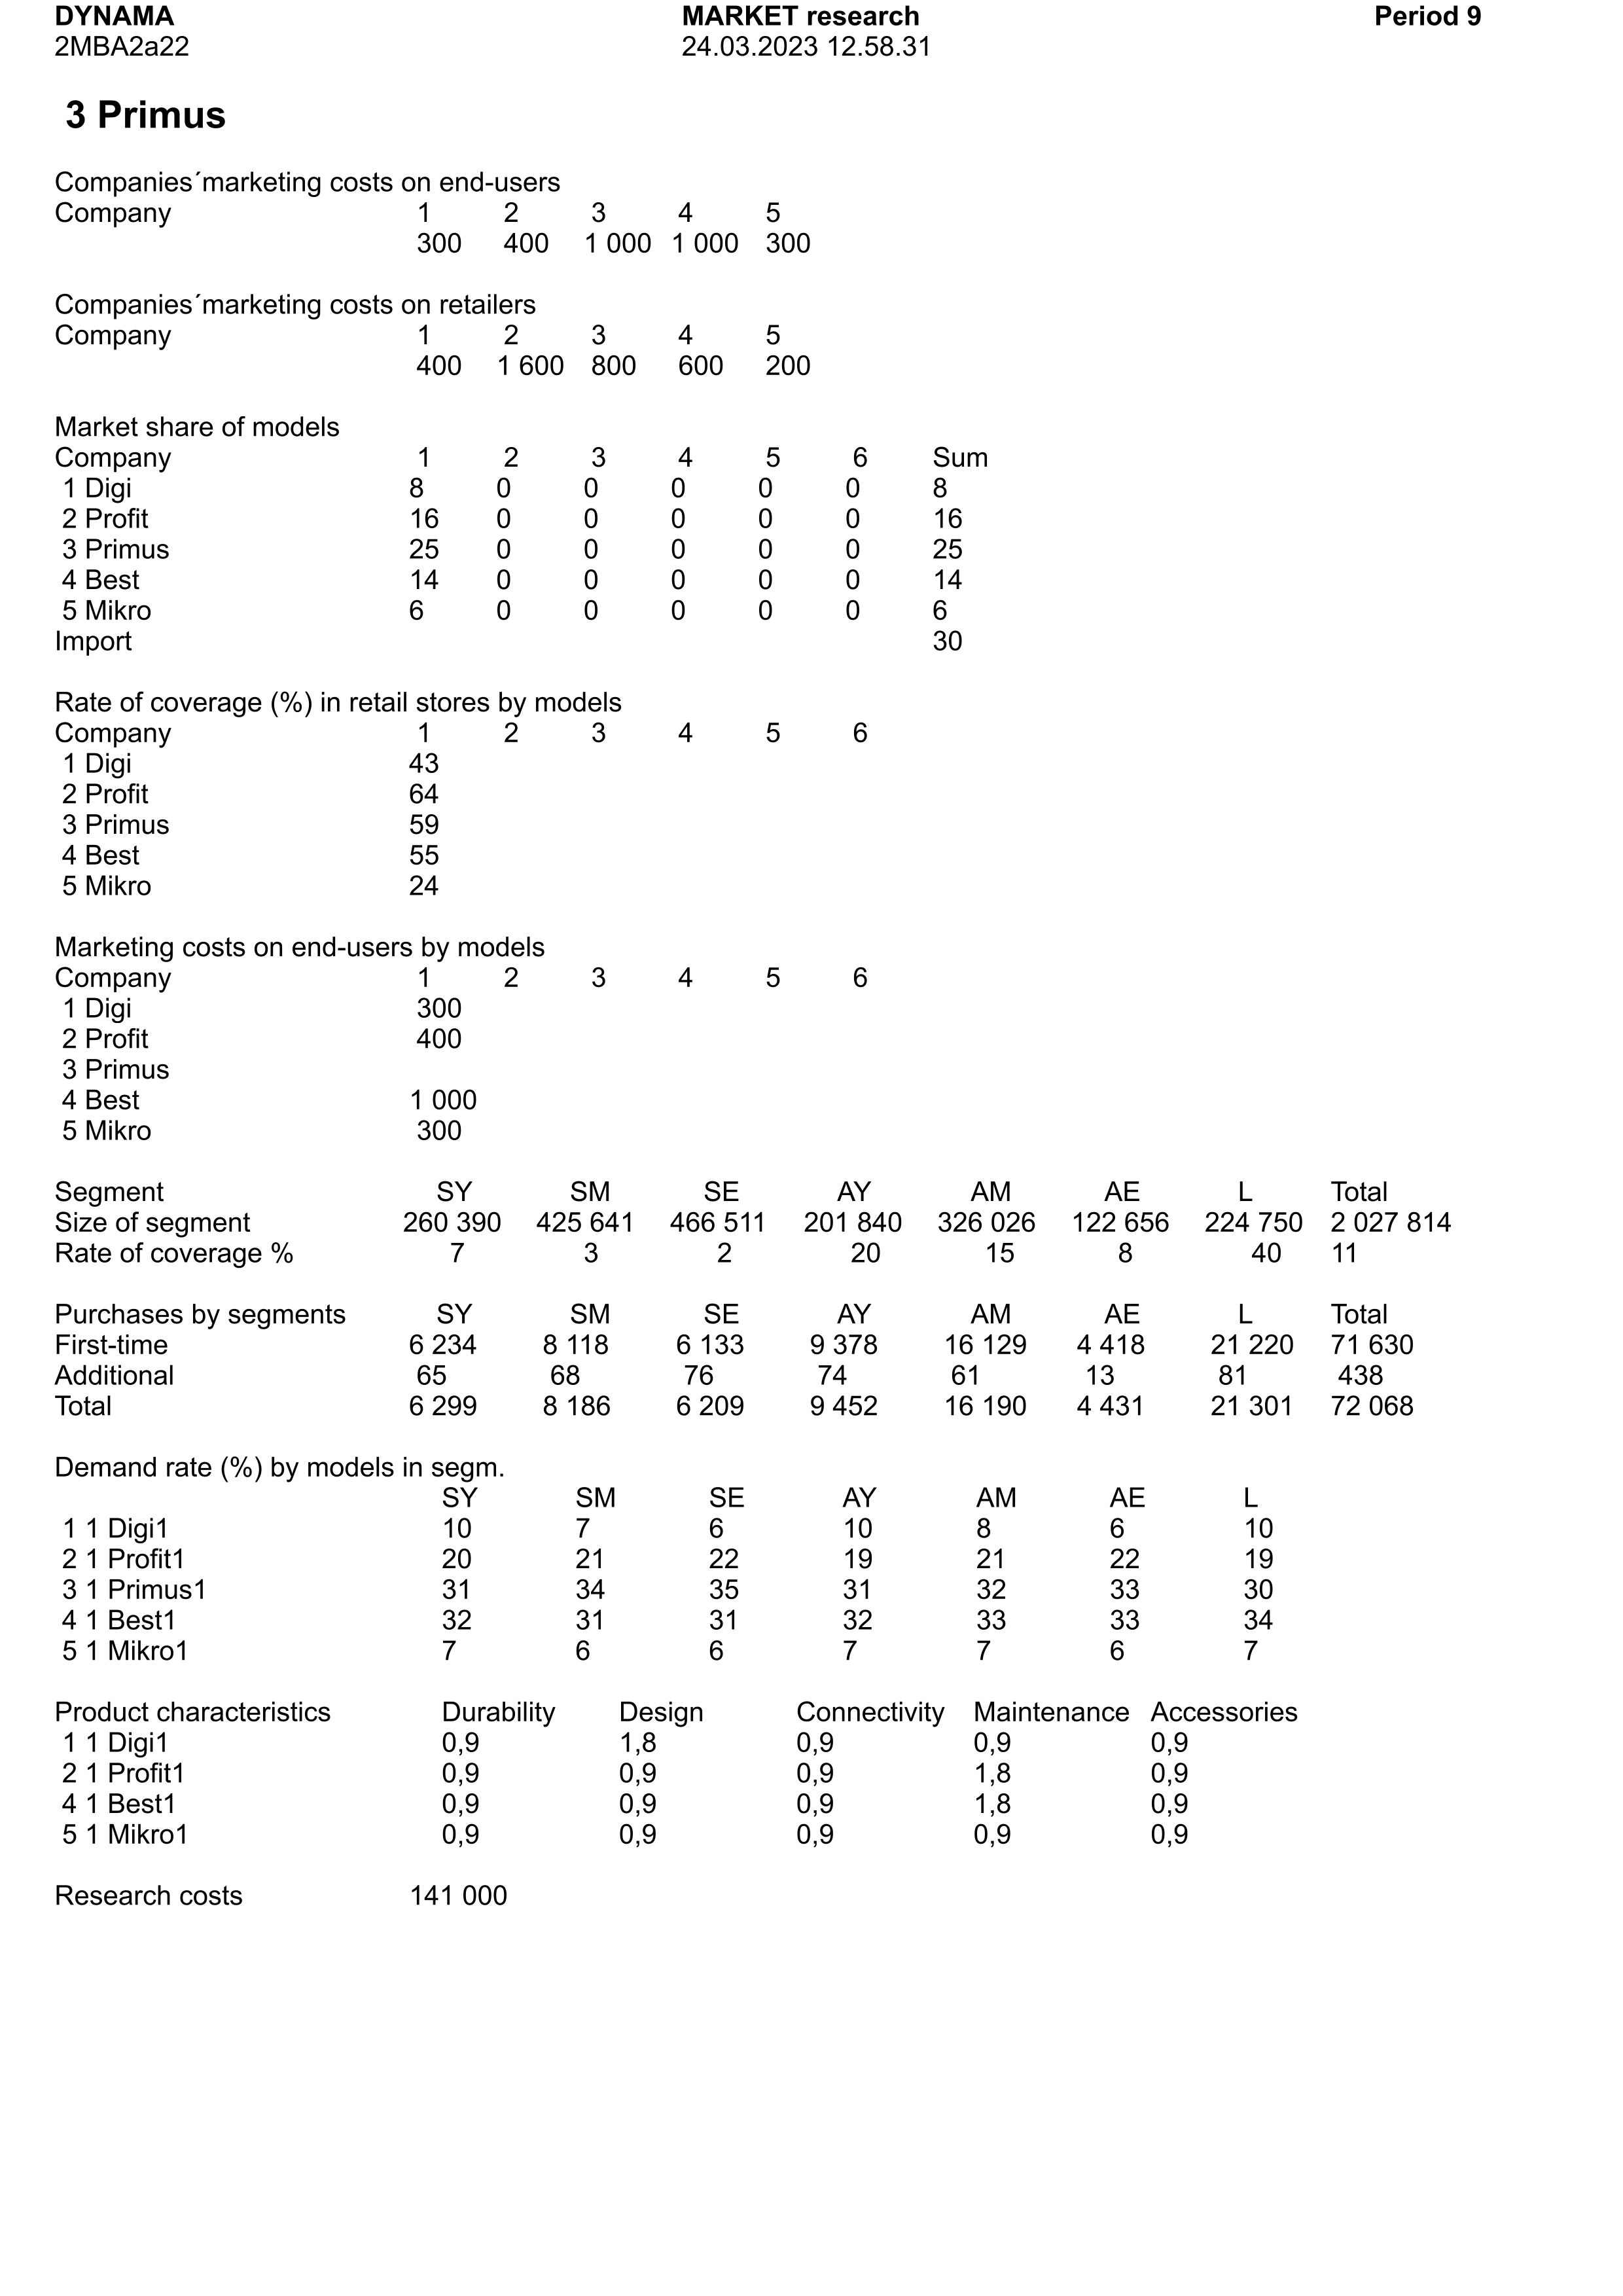 DYNAMA MARKET research Period 9
2MBA2a22 24.03.2023 12.58.31
3 Primus
Companies´marketing costs on end-users
Company 1 2 3 4 5
300 400 1 000 1 000 300
Companies´marketing costs on retailers
Company 1 2 3 4 5
400 1 600 800 600 200
Market share of models
Company 1 2 3 4 5 6 Sum
1 Digi 8 0 0 0 0 0 8
2 Profit 16 0 0 0 0 0 16
3 Primus 25 0 0 0 0 0 25
4 Best 14 0 0 0 0 0 14
5 Mikro 6 0 0 0 0 0 6
Import 30
Rate of coverage (%) in retail stores by models
Company 1 2 3 4 5 6
1 Digi 43
2 Profit 64
3 Primus 59
4 Best 55
5 Mikro 24
Marketing costs on end-users by models
Company 1 2 3 4 5 6
1 Digi 300
2 Profit 400
3 Primus
4 Best 1 000
5 Mikro 300
Segment SY SM SE AY AM AE L Total
Size of segment 260 390 425 641 466 511 201 840 326 026 122 656 224 750 2 027 814
Rate of coverage % 7 3 2 20 15 8 40 11
Purchases by segments SY SM SE AY AM AE L Total
First-time 6 234 8 118 6 133 9 378 16 129 4 418 21 220 71 630
Additional 65 68 76 74 61 13 81 438
Total 6 299 8 186 6 209 9 452 16 190 4 431 21 301 72 068
Demand rate (%) by models in segm.
SY SM SE AY AM AE L
1 1 Digi1 10 7 6 10 8 6 10
2 1 Profit1 20 21 22 19 21 22 19
3 1 Primus1 31 34 35 31 32 33 30
4 1 Best1 32 31 31 32 33 33 34
5 1 Mikro1 7 6 6 7 7 6 7
Product characteristics Durability Design Connectivity Maintenance Accessories
1 1 Digi1 0,9 1,8 0,9 0,9 0,9
2 1 Profit1 0,9 0,9 0,9 1,8 0,9
4 1 Best1 0,9 0,9 0,9 1,8 0,9
5 1 Mikro1 0,9 0,9 0,9 0,9 0,9
Research costs 141 000